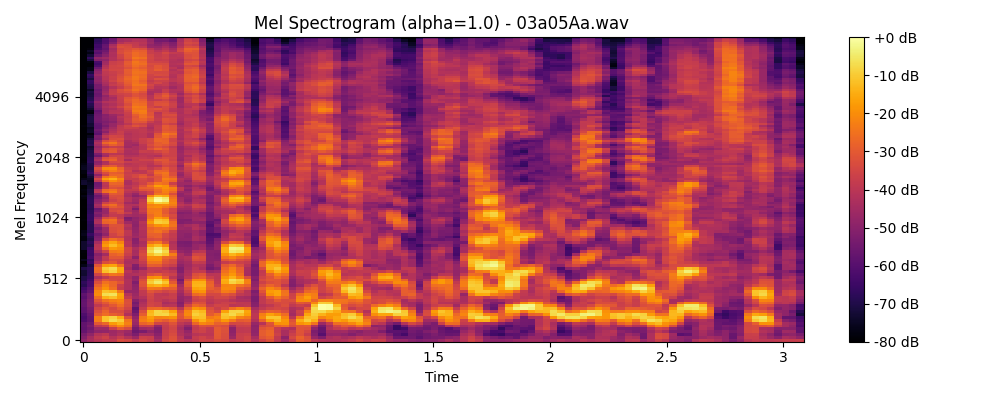 Mel Spectrogram (alpha=1.0) - 03a05Aa.wav
Mel Frequency
4096
2048
1024
512
0
0
0.5
1
1.5
2
2.5
3
Time
+0 dB
-10 dB
-20 dB
-30 dB
-40 dB
-50 dB
-60 dB
-70 dB
-80 dB